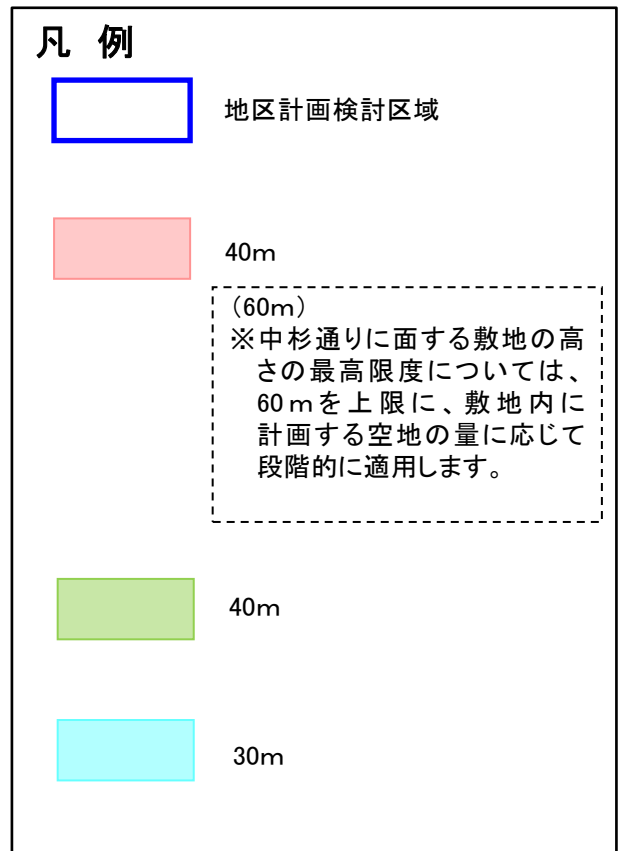 凡 例
地区計画検討区域
40m
（60m）
※中杉通りに面する敷地の高
さの最高限度については、
60mを上限に、敷地内に
計画する空地の量に応じて
段階的に適用します。
40m
30m